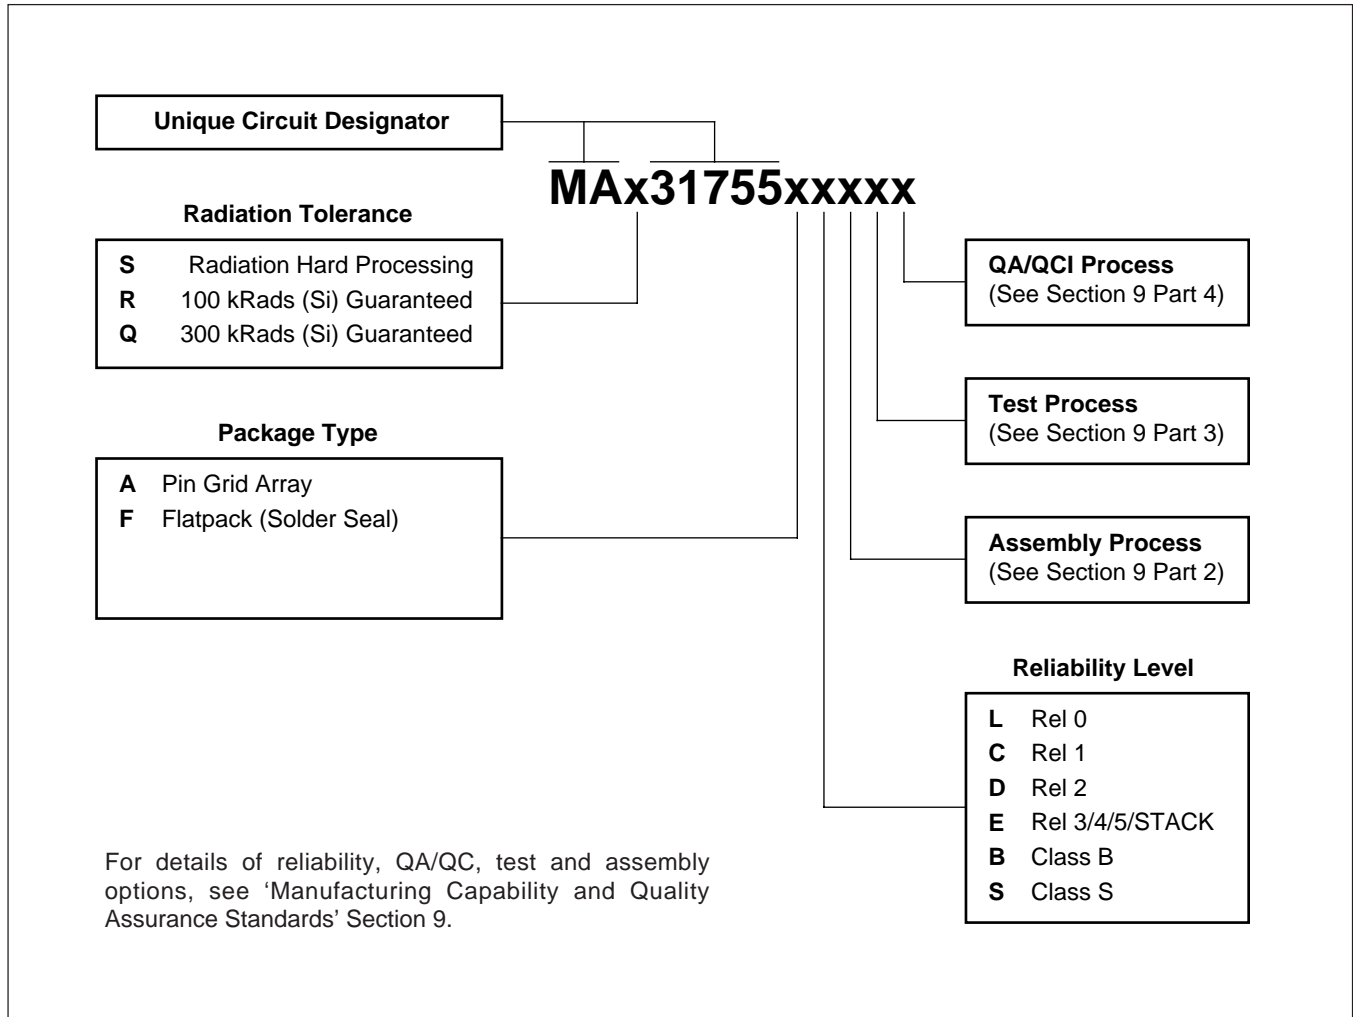 Unique Circuit Designator
MAx31755xxxxx
Radiation Tolerance
S Radiation Hard Processing
R 100 kRads (Si) Guaranteed
Q 300 kRads (Si) Guaranteed
Package Type
A Pin Grid Array
F Flatpack (Solder Seal)
QA/QCI Process
(See Section 9 Part 4)
Test Process
(See Section 9 Part 3)
Assembly Process
(See Section 9 Part 2)
Reliability Level
L Rel 0
C Rel 1
D Rel 2
E Rel 3/4/5/STACK
B Class B
S Class S
For details of reliability, QA/QC, test and assembly
options, see ‘Manufacturing Capability and Quality
Assurance Standards’ Section 9.